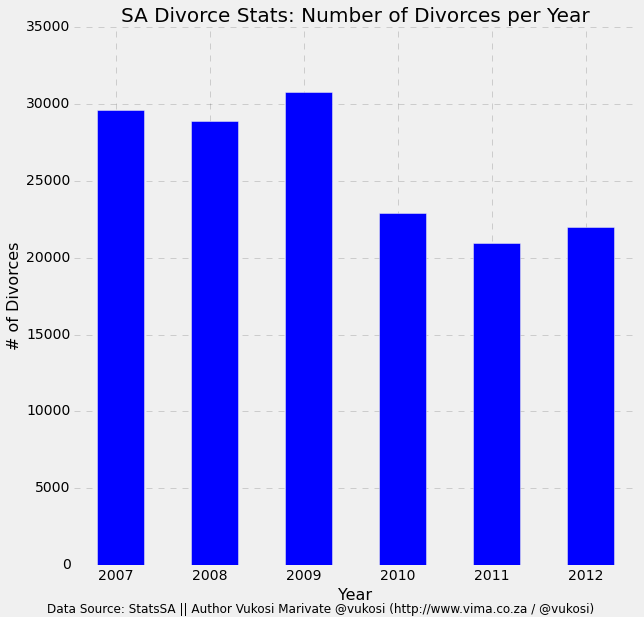 SA Divorce Stats: Number of Divorces per Year
35000
30000
25000
20000
15000
10000
5000
0
# of Divorces
2007 2008 2009 2010 2011 2012
Year
Data Source: StatsSA || Author Vukosi Marivate @vukosi (http://www.vima.co.za / @vukosi)